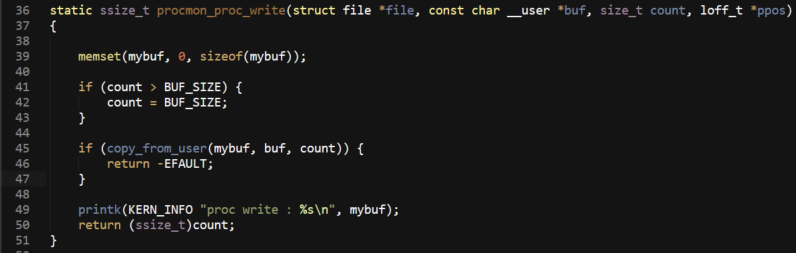 36 static ssize_t procmon_proc_write(struct file *file, const char __user *buf, size_t count, loff_t *ppos)
37 {
38
39     memset(mybuf, 0, sizeof(mybuf));
40
41     if (count > BUF_SIZE) {
42         count = BUF_SIZE;
43     }
44
45     if (copy_from_user(mybuf, buf, count)) {
46         return -EFAULT;
47     }
48
49     printk(KERN_INFO "proc write : %s\n", mybuf);
50     return (ssize_t)count;
51 }